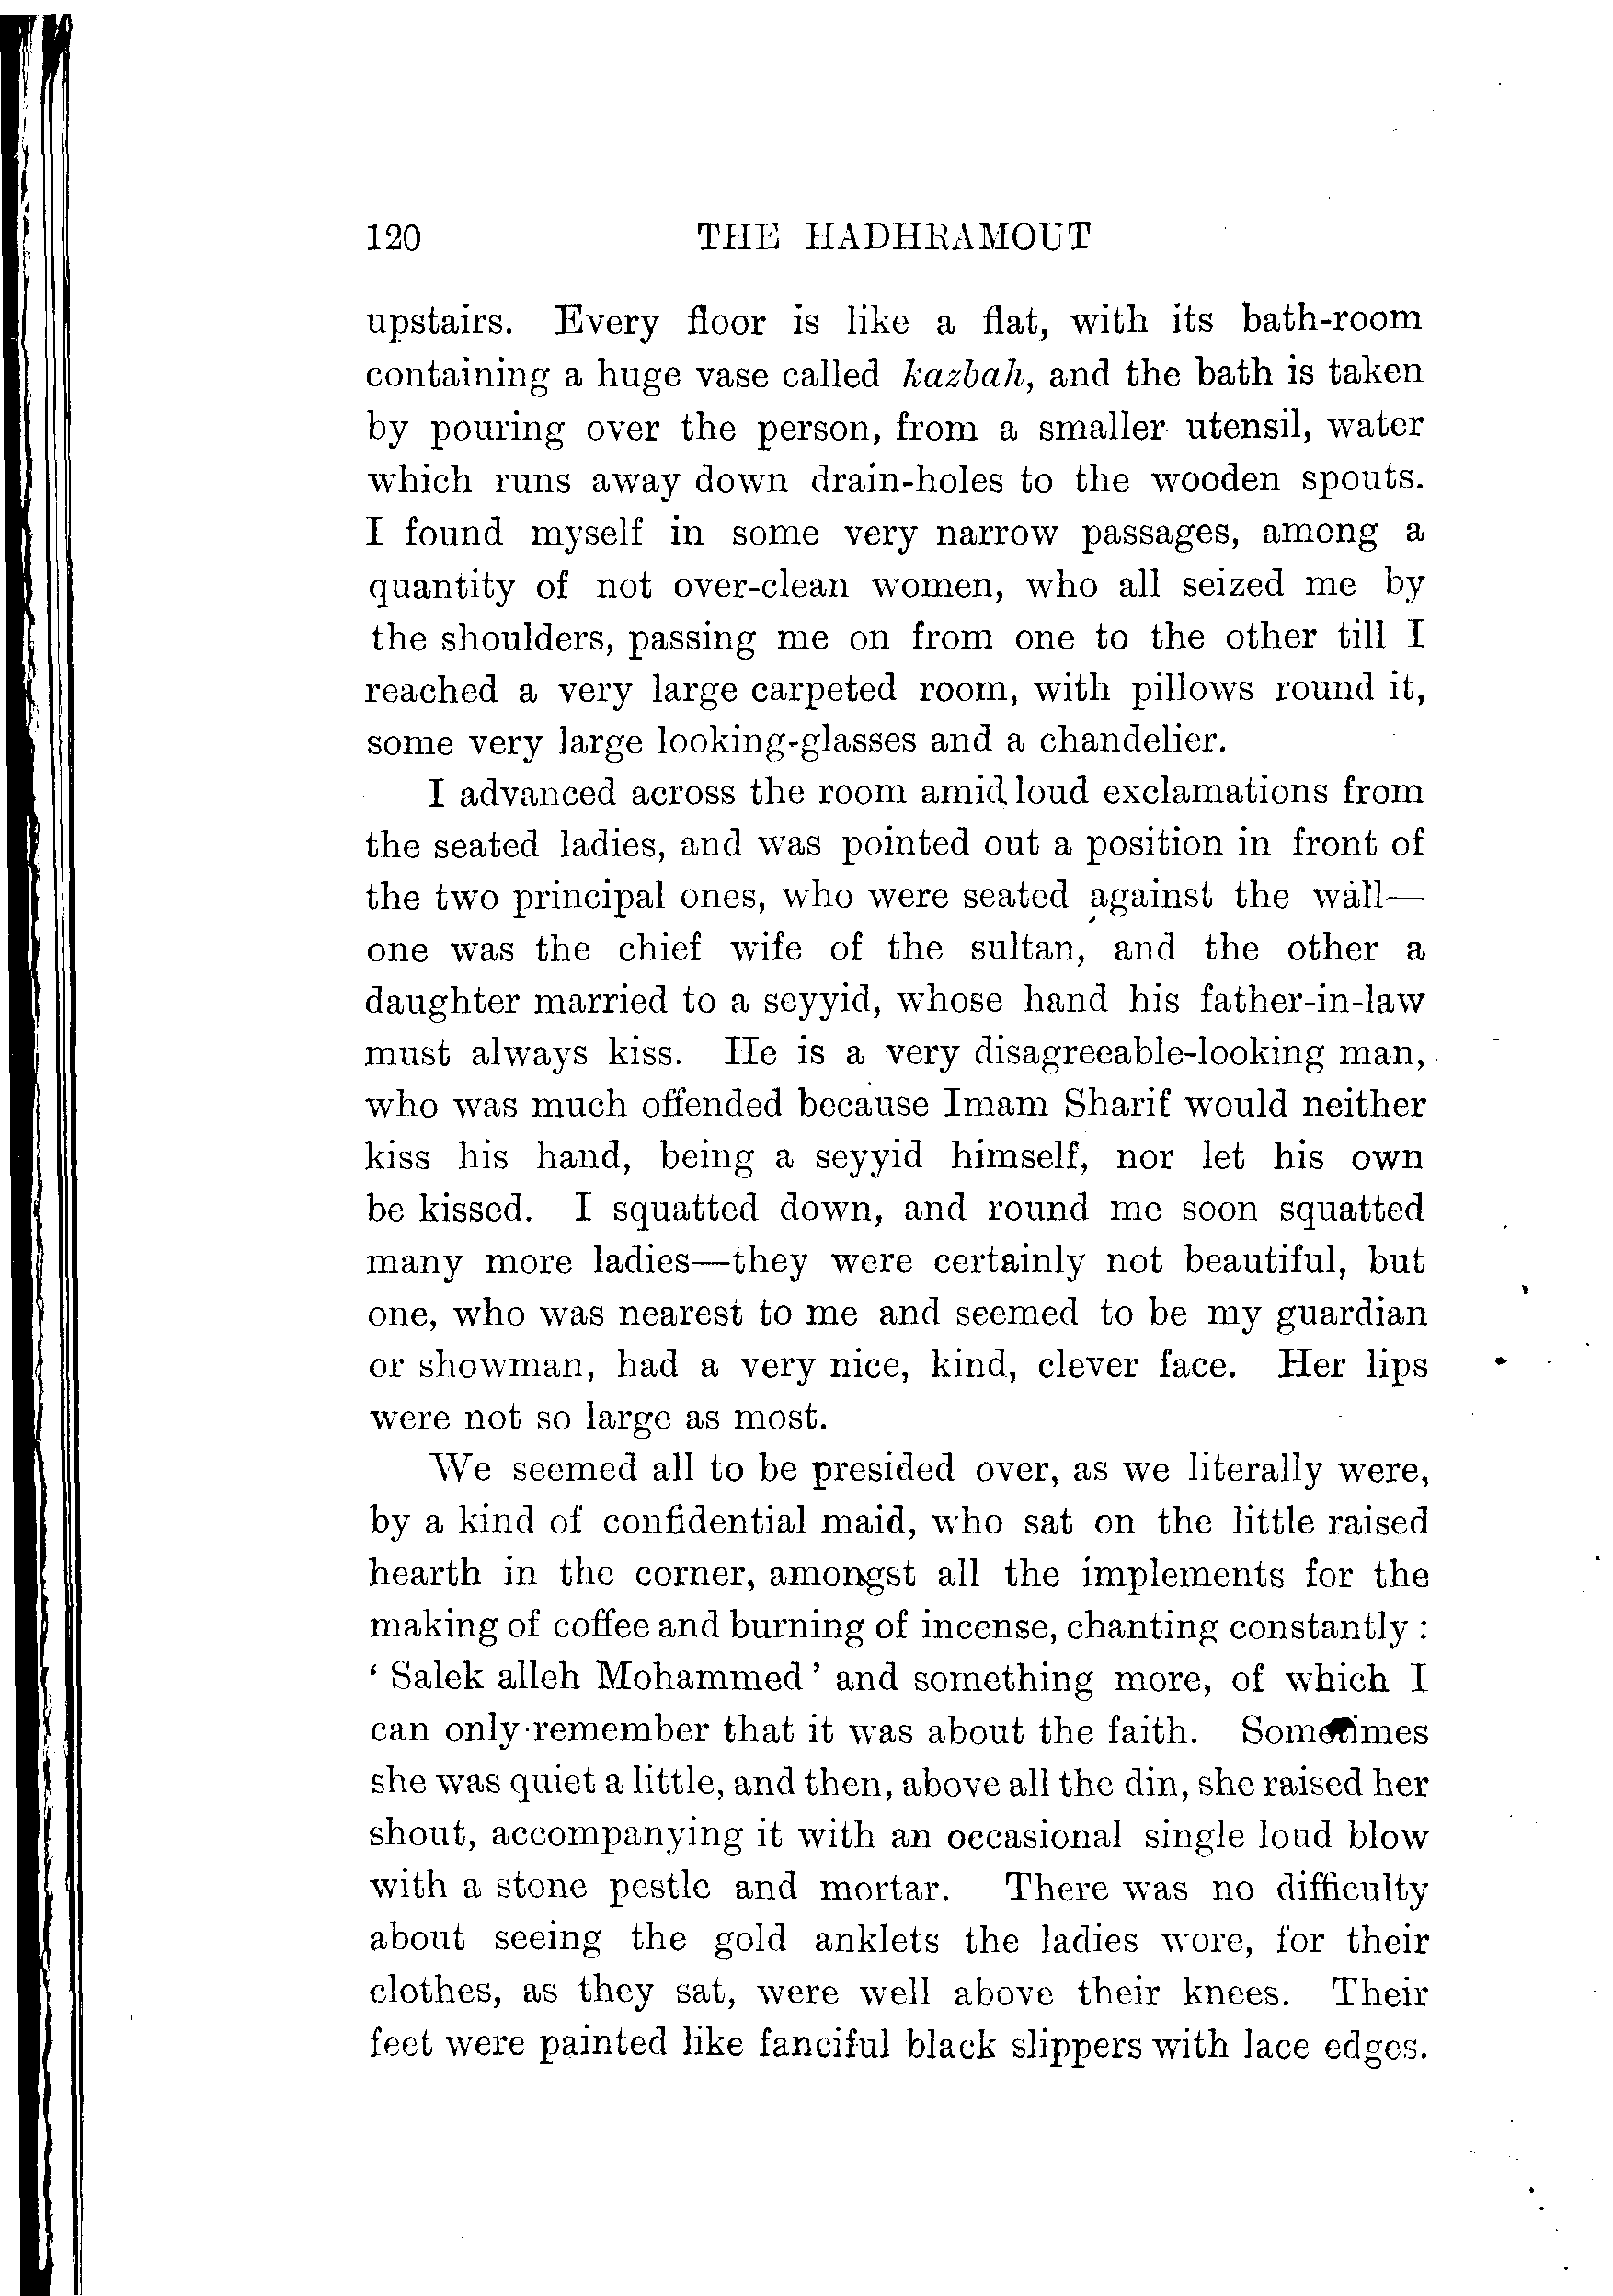 120 THE HADHRAMOUT
upstairs. Every floor is like a flat, with its bath-room
containing a huge vase called kazbah, and the bath is taken
by pouring over the person, from a smaller utensil, water
which runs away down drain-holes to the wooden spouts.
I found myself in some very narrow passages, among a
quantity of not over-clean women, who all seized me by
the shoulders, passing me on from one to the other till I
reached a very large carpeted room, with pillows round it,
some very large looking-glasses and a chandelier.
I advanced across the room amid loud exclamations from
the seated ladies, and was pointed out a position in front of
the two principal ones, who were seated against the wall—
one was the chief wife of the sultan, and the other a
daughter married to a seyyid, whose hand his father-in-law
must always kiss. He is a very disagreeable-looking man,
who was much offended because Imam Sharif would neither
kiss his hand, being a seyyid himself, nor let his own
be kissed. I squatted down, and round me soon squatted
many more ladies—they were certainly not beautiful, but
one, who was nearest to me and seemed to be my guardian
or showman, had a very nice, kind, clever face. Her lips
were not so large as most.
We seemed all to be presided over, as we literally were,
by a kind of confidential maid, who sat on the little raised
hearth in the corner, amongst all the implements for the
making of coffee and burning of incense, chanting constantly :
‘ Salek alleh Mohammed ’ and something more, of which I
can only remember that it was about the faith. Sometimes
she was quiet a little, and then, above all the din, she raised her
shout, accompanying it with an occasional single loud blow
with a stone pestle and mortar. There was no difficulty
about seeing the gold anklets the ladies wore, for their
clothes, as they sat, were well above their knees. Their
feet were painted like fanciful black slippers with lace edges.